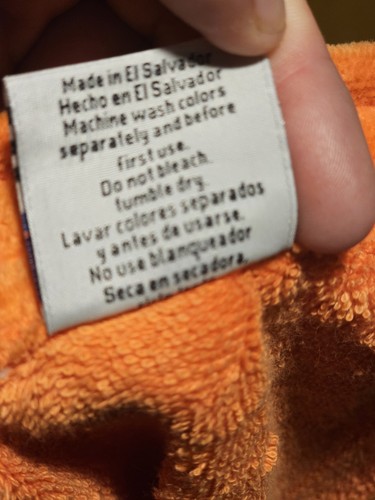 Made in El Salvador
Hecho en El Salvador
Machine wash colors
separately and before
first use.
Do not bleach.
tumble dry.
Lavar colores separados
y antes de usarse.
No use blanqueador
Seca en secadora.